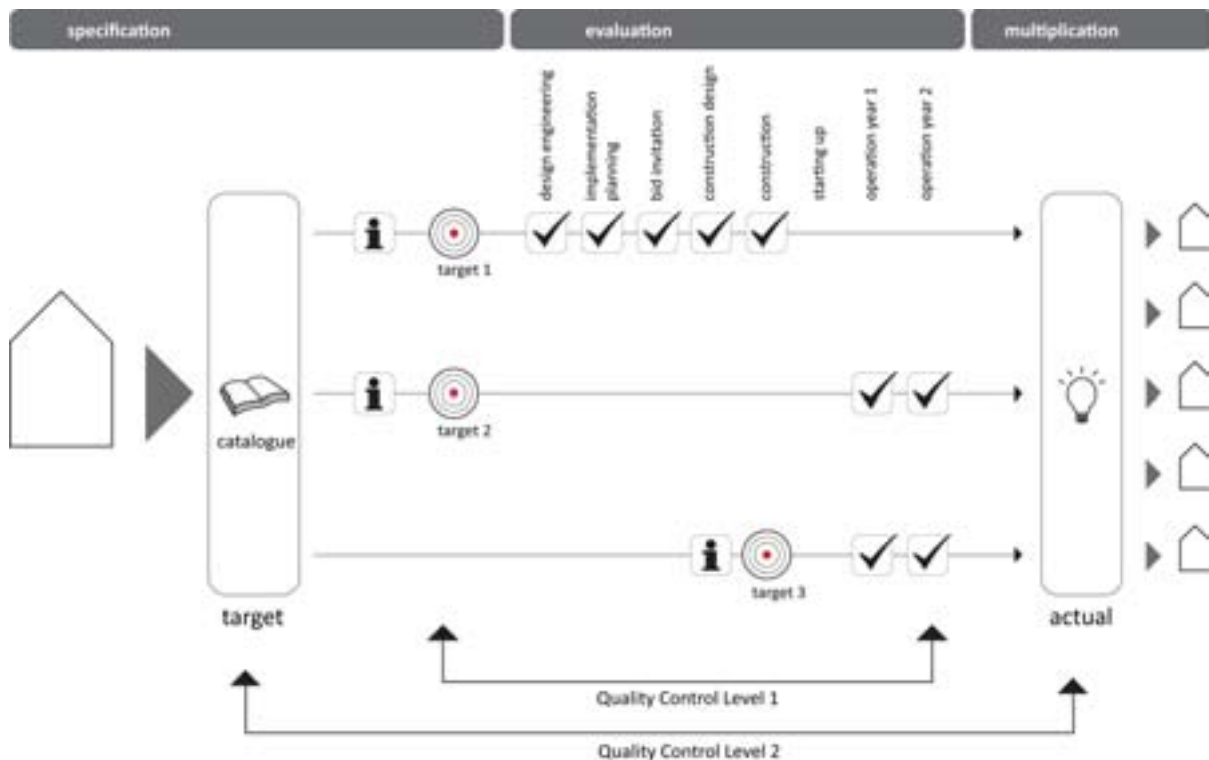 specification
evaluation
multiplication
design engineering
implementation
planning
bid invitation
construction design
construction
starting up
operation year 1
operation year 2
target 1
catalogue
target 2
target 3
target
actual
Quality Control Level 1
Quality Control Level 2